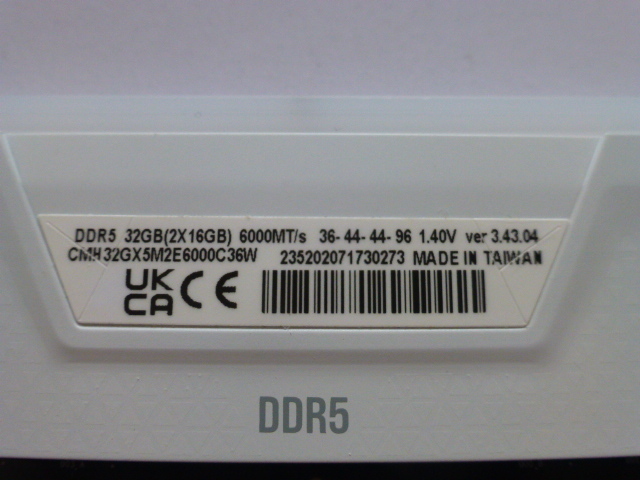 DDR5 32GB(2X16GB) 6000MT/s 36-44-44-96 1.40V ver 3.43.04
CMH32GX5M2E6000C36W 235202071730273 MADE IN TAIWAN
UK
CA CE
DDR5